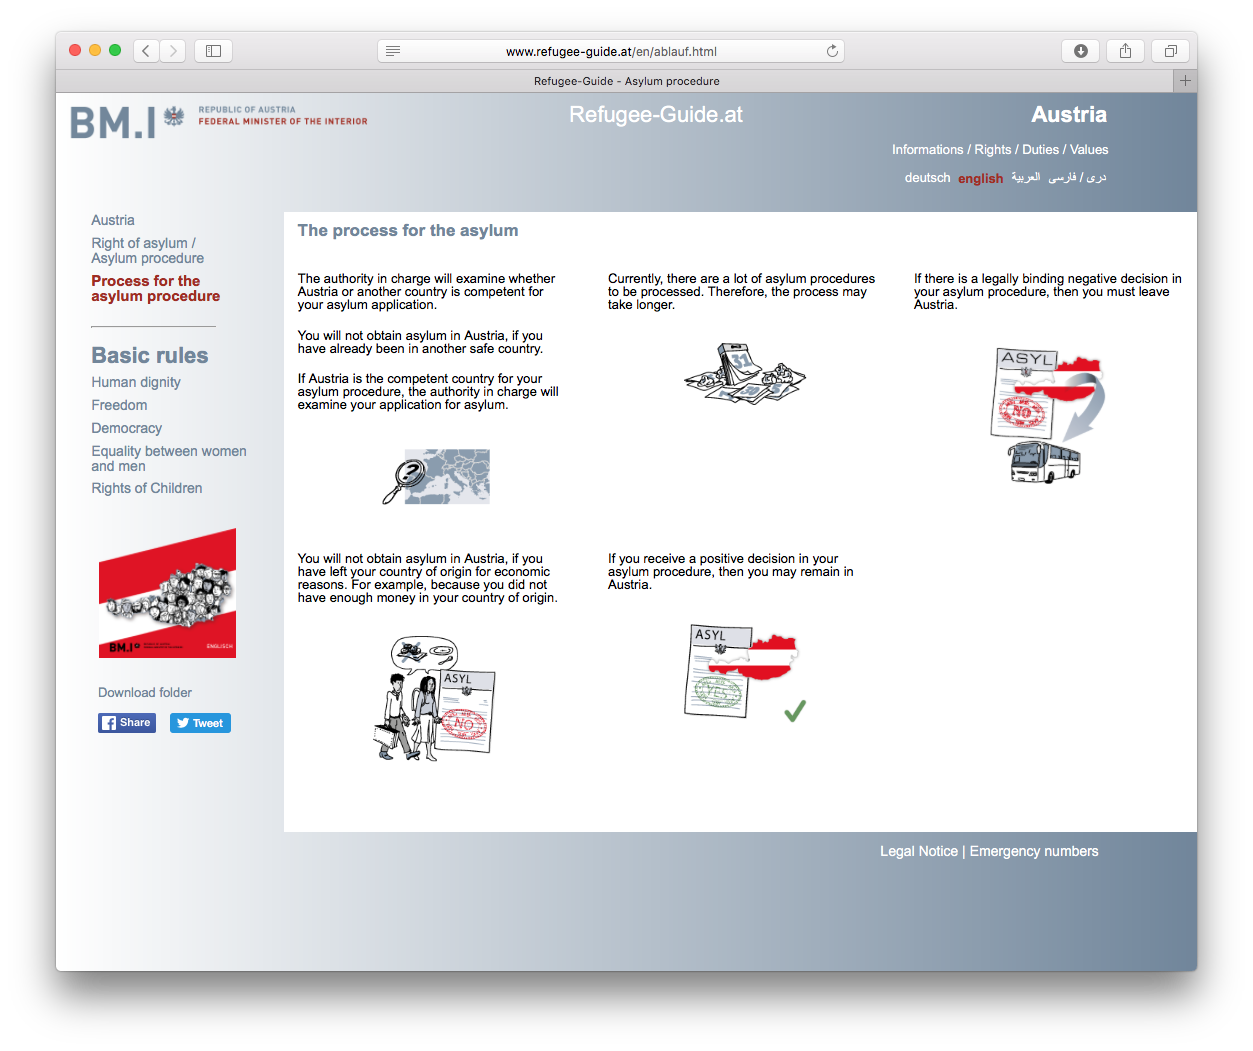 www.refugee-guide.at/en/ablauf.html
Refugee-Guide - Asylum procedure
BM.I
REPUBLIC OF AUSTRIA
FEDERAL MINISTER OF THE INTERIOR
Refugee-Guide.at
Austria
Informations / Rights / Duties / Values
deutsch english العربية دری / فارسی
Austria
Right of asylum /
Asylum procedure
Process for the
asylum procedure
Basic rules
Human dignity
Freedom
Democracy
Equality between women
and men
Rights of Children
BM.I
ENGLISCH
Download folder
Share
Tweet
The process for the asylum
The authority in charge will examine whether
Austria or another country is competent for
your asylum application.
You will not obtain asylum in Austria, if you
have already been in another safe country.
If Austria is the competent country for your
asylum procedure, the authority in charge will
examine your application for asylum.
?
Currently, there are a lot of asylum procedures
to be processed. Therefore, the process may
take longer.
31
If there is a legally binding negative decision in
your asylum procedure, then you must leave
Austria.
ASYL
NO
You will not obtain asylum in Austria, if you
have left your country of origin for economic
reasons. For example, because you did not
have enough money in your country of origin.
ASYL
NO
If you receive a positive decision in your
asylum procedure, then you may remain in
Austria.
ASYL
YES
Legal Notice | Emergency numbers